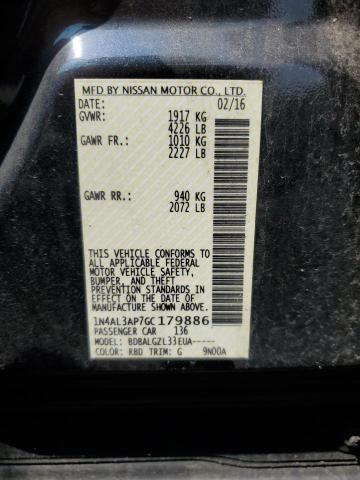 MFD BY NISSAN MOTOR CO., LTD.
DATE: 02/16
GVWR: 1917 KG
4226 LB
GAWR FR.: 1010 KG
2227 LB
GAWR RR.: 940 KG
2072 LB
THIS VEHICLE CONFORMS TO
ALL APPLICABLE FEDERAL
MOTOR VEHICLE SAFETY,
BUMPER, AND THEFT
PREVENTION STANDARDS IN
EFFECT ON THE DATE OF
MANUFACTURE SHOWN ABOVE.
1N4AL3AP7GC179886
PASSENGER CAR 136
MODEL: BDBALGZL33EUA-----
COLOR: RBD TRIM: G 9N00A